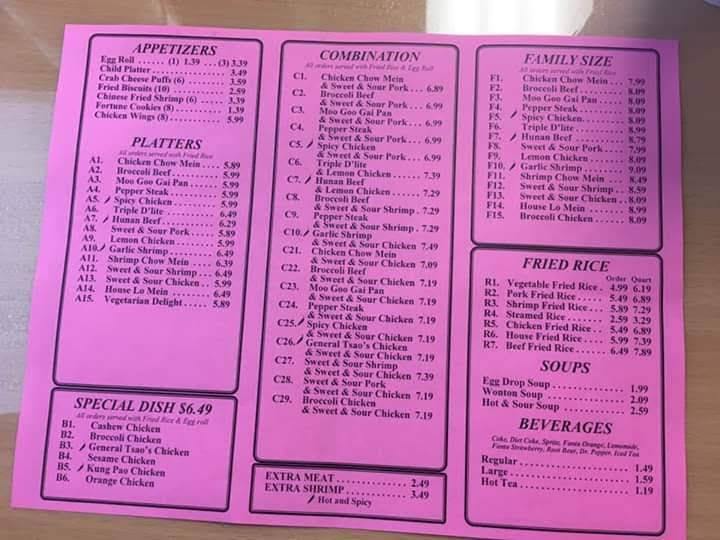 APPETIZERS
Egg Roll ...... (1) 1.39 ... (3) 3.39
Child Platter .................. 3.49
Crab Cheese Puffs (6) ......... 3.59
Fried Biscuits (10) ............. 2.59
Chinese Fried Shrimp (6) ...... 3.39
Fortune Cookies (8) ............ 1.39
Chicken Wings (8) .............. 5.99
PLATTERS
All orders served with Fried Rice
A1. Chicken Chow Mein ... 5.89
A2. Broccoli Beef ........... 5.99
A3. Moo Goo Gai Pan ..... 5.99
A4. Pepper Steak ........... 5.99
A5. Spicy Chicken .......... 5.99
A6. Triple D'lite ............ 6.49
A7. Hunan Beef ............ 6.29
A8. Sweet & Sour Pork .... 5.89
A9. Lemon Chicken ........ 5.99
A10. Garlic Shrimp .......... 6.49
A11. Shrimp Chow Mein .... 6.39
A12. Sweet & Sour Shrimp .. 6.49
A13. Sweet & Sour Chicken .. 5.99
A14. House Lo Mein ......... 6.49
A15. Vegetarian Delight ..... 5.89
SPECIAL DISH $6.49
All orders served with Fried Rice & Egg roll
B1. Cashew Chicken
B2. Broccoli Chicken
B3. General Tsao's Chicken
B4. Sesame Chicken
B5. Kung Pao Chicken
B6. Orange Chicken
COMBINATION
All orders served with Fried Rice & Egg Roll
C1. Chicken Chow Mein
& Sweet & Sour Pork ... 6.89
C2. Broccoli Beef
& Sweet & Sour Pork ... 6.99
C3. Moo Goo Gai Pan
& Sweet & Sour Pork ... 6.99
C4. Pepper Steak
& Sweet & Sour Pork ... 6.99
C5. Spicy Chicken
& Sweet & Sour Pork ... 6.99
C6. Triple D'lite
& Lemon Chicken ....... 7.39
C7. Hunan Beef
& Lemon Chicken ....... 7.29
C8. Broccoli Beef
& Sweet & Sour Shrimp . 7.29
C9. Pepper Steak
& Sweet & Sour Shrimp . 7.29
C10. Garlic Shrimp
& Sweet & Sour Chicken 7.49
C21. Chicken Chow Mein
& Sweet & Sour Chicken 7.09
C22. Broccoli Beef
& Sweet & Sour Chicken 7.19
C23. Moo Goo Gai Pan
& Sweet & Sour Chicken 7.19
C24. Pepper Steak
& Sweet & Sour Chicken 7.19
C25. Spicy Chicken
& Sweet & Sour Chicken 7.19
C26. General Tsao's Chicken
& Sweet & Sour Chicken 7.19
C27. Sweet & Sour Shrimp
& Sweet & Sour Chicken 7.39
C28. Sweet & Sour Pork
& Sweet & Sour Chicken 7.19
C29. Broccoli Chicken
& Sweet & Sour Chicken 7.19
EXTRA MEAT ................ 2.49
EXTRA SHRIMP ............. 3.49
Hot and Spicy
FAMILY SIZE
All orders served with Fried Rice
F1. Chicken Chow Mein ... 7.99
F2. Broccoli Beef .......... 8.09
F3. Moo Goo Gai Pan ...... 8.09
F4. Pepper Steak ........... 8.09
F5. Spicy Chicken .......... 8.09
F6. Triple D'lite ............ 8.99
F7. Hunan Beef ............ 8.79
F8. Sweet & Sour Pork ..... 7.99
F9. Lemon Chicken ........ 8.09
F10. Garlic Shrimp .......... 8.99
F11. Shrimp Chow Mein .... 8.49
F12. Sweet & Sour Shrimp ... 8.59
F13. Sweet & Sour Chicken .. 8.09
F14. House Lo Mein ........ 8.99
F15. Broccoli Chicken ....... 8.09
FRIED RICE
Order Quart
R1. Vegetable Fried Rice . 4.99 6.19
R2. Pork Fried Rice ...... 5.49 6.89
R3. Shrimp Fried Rice .... 5.89 7.29
R4. Steamed Rice ......... 2.59 3.29
R5. Chicken Fried Rice ... 5.49 6.89
R6. House Fried Rice ..... 5.99 7.39
R7. Beef Fried Rice ....... 6.49 7.89
SOUPS
Egg Drop Soup ................ 1.99
Wonton Soup .................. 2.09
Hot & Sour Soup .............. 2.59
BEVERAGES
Coke, Diet Coke, Sprite, Fanta Orange, Lemonade,
Fanta Strawberry, Root Beer, Dr. Pepper, Iced Tea
Regular ....................... 1.49
Large ......................... 1.59
Hot Tea ....................... 1.19